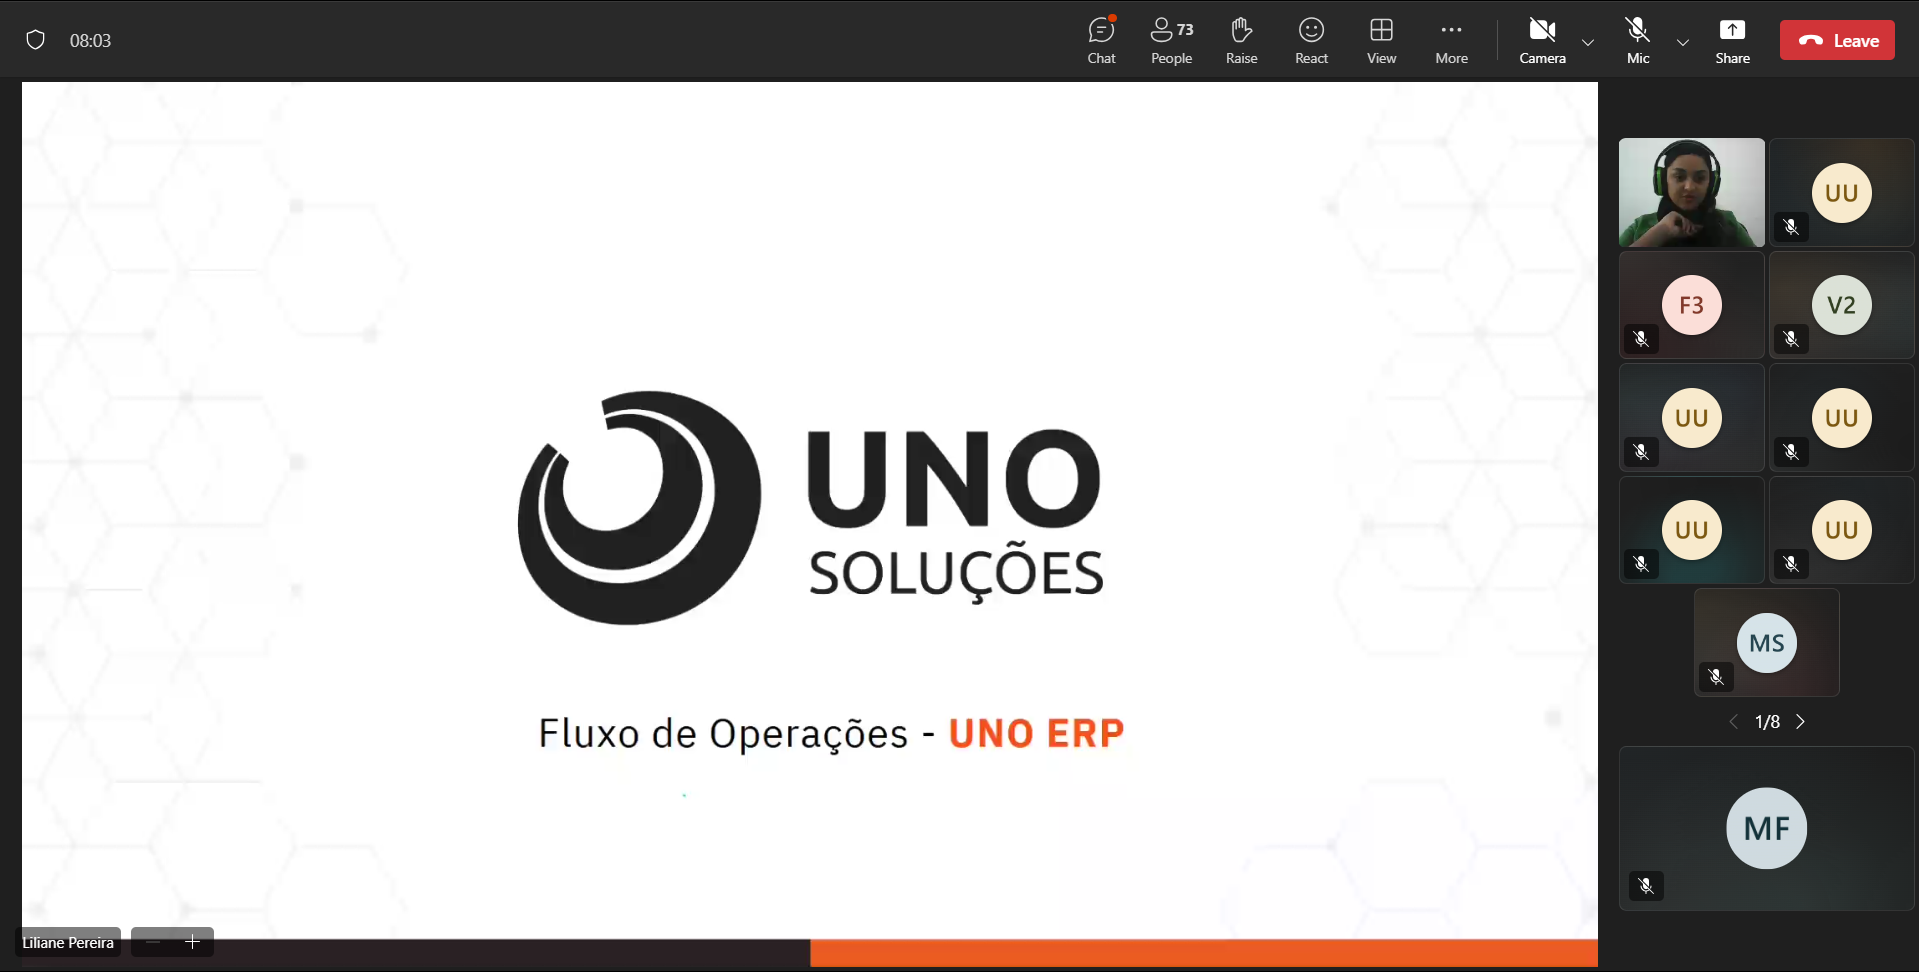 08:03
Chat
73
People
Raise
React
View
More
Camera
Mic
Share
Leave
UNO
SOLUÇÕES
Fluxo de Operações - UNO ERP
UU
F3
V2
UU
UU
UU
UU
MS
1/8
MF
Liliane Pereira